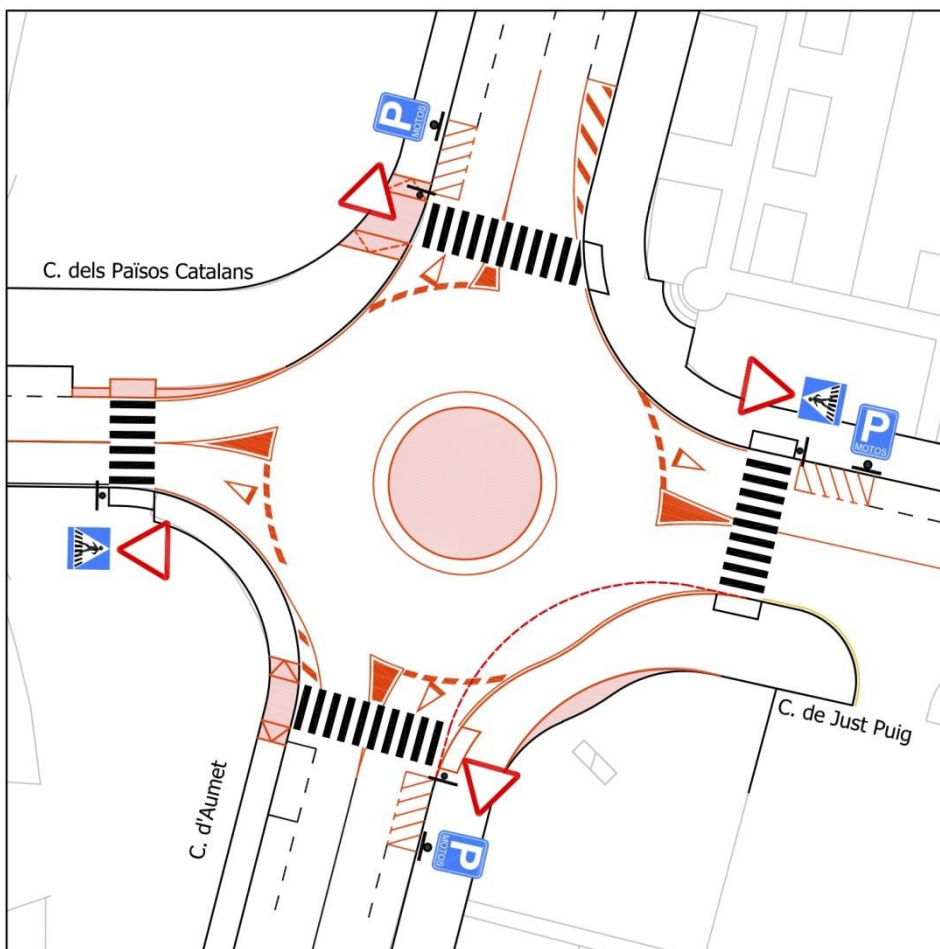 P
MOTOS
C. dels Països Catalans
P
MOTOS
C. de Just Puig
C. d'Aumet
P
MOTOS